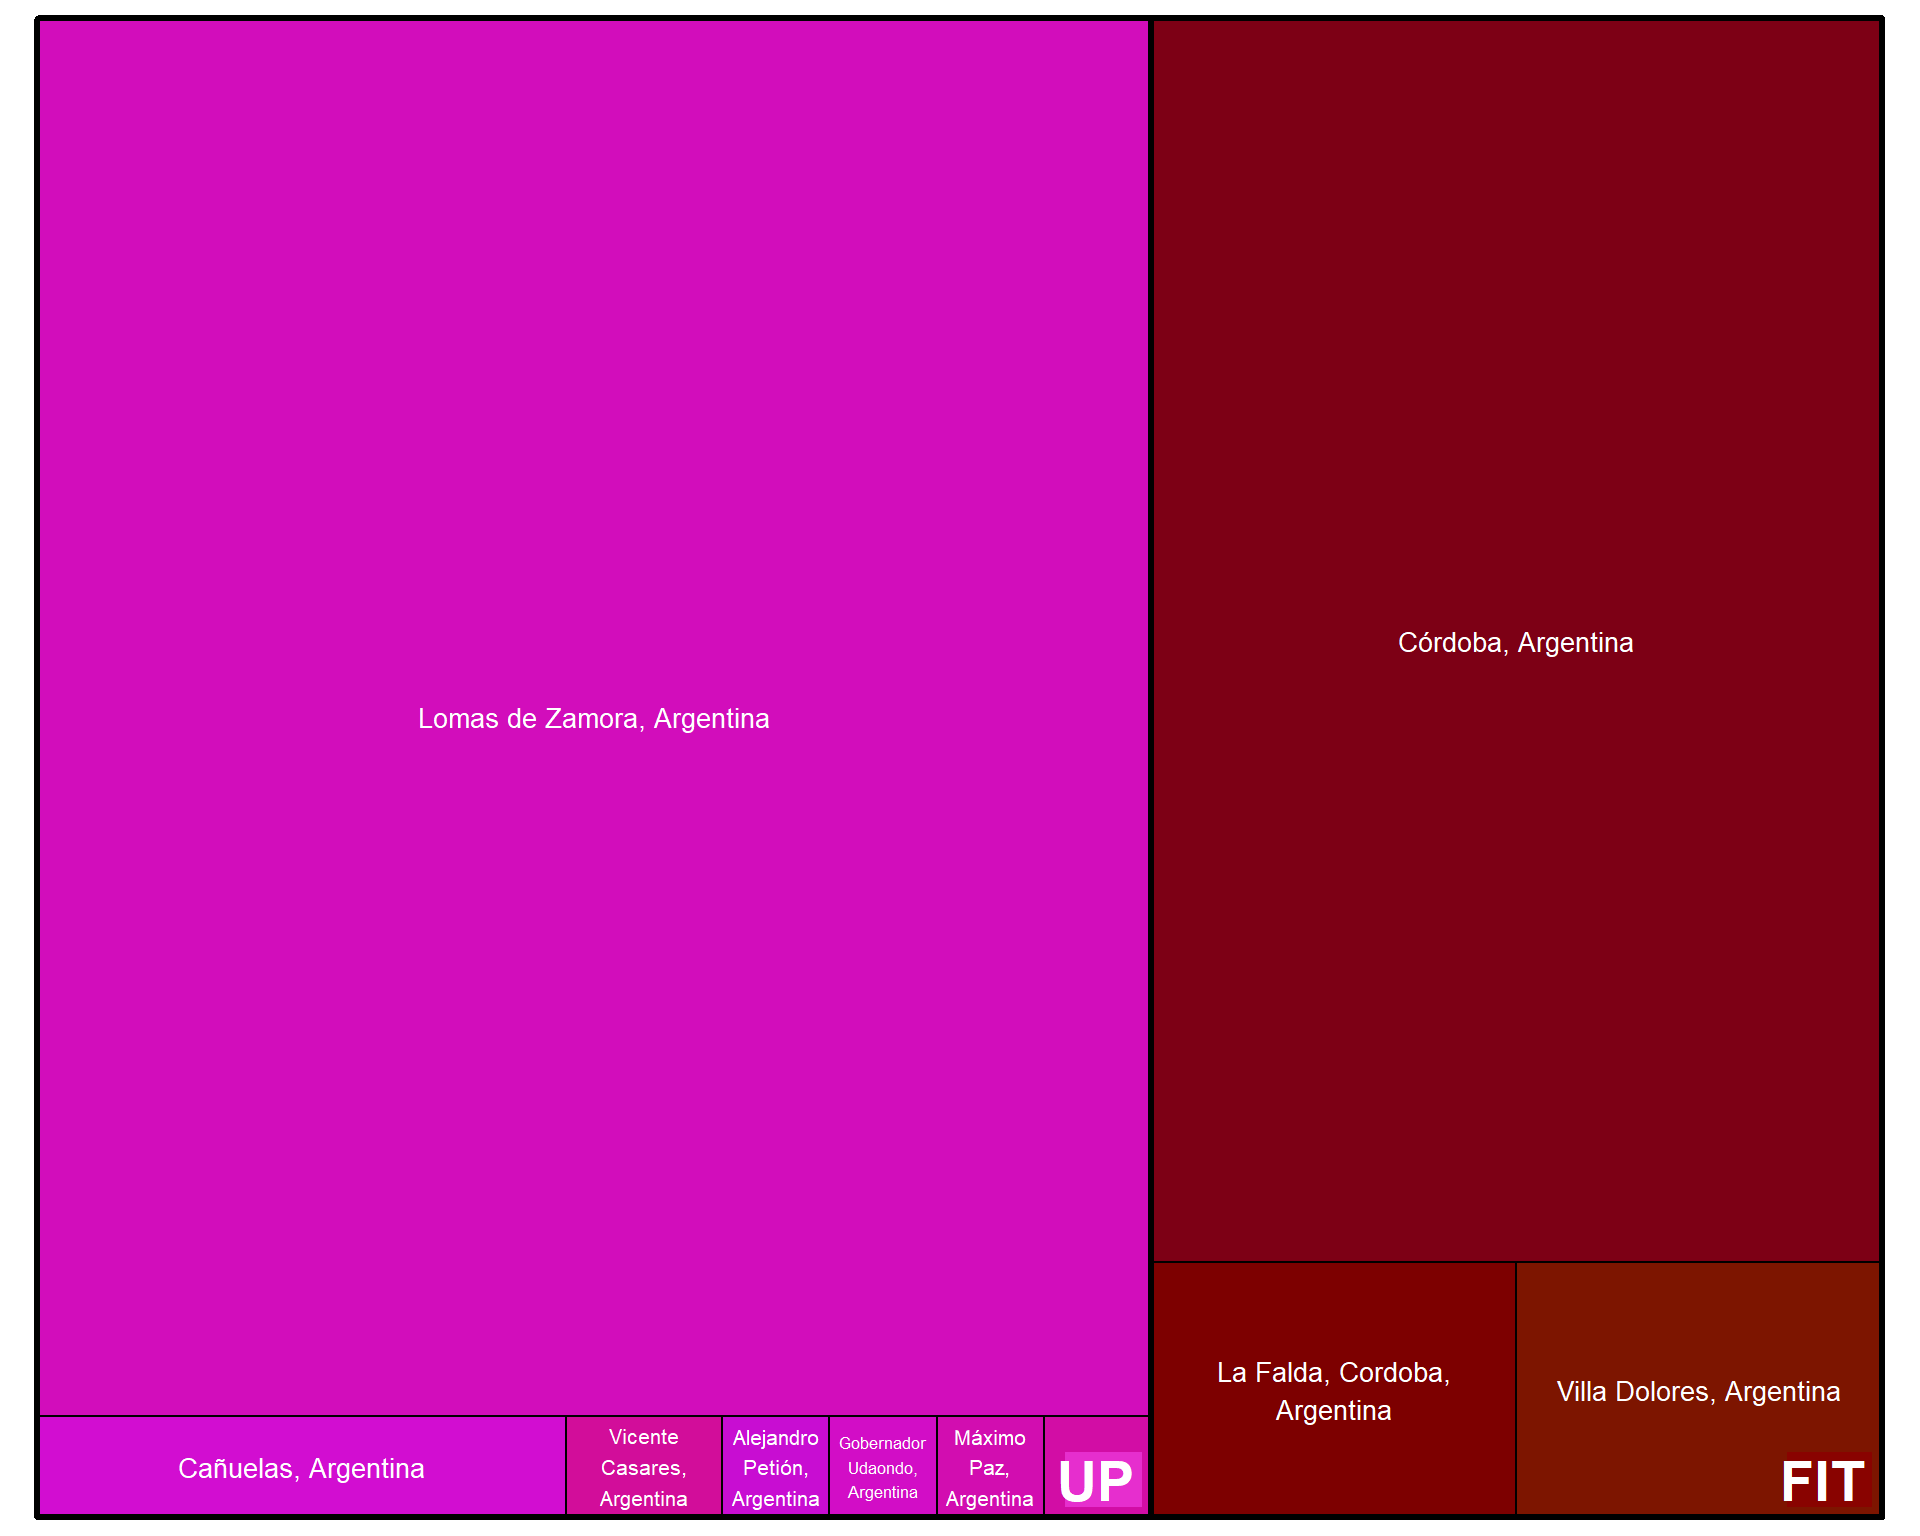 Lomas de Zamora, Argentina
Cañuelas, Argentina
Vicente
Casares,
Argentina
Alejandro
Petión,
Argentina
Gobernador
Udaondo,
Argentina
Máximo
Paz,
Argentina
UP
Córdoba, Argentina
La Falda, Cordoba,
Argentina
Villa Dolores, Argentina
FIT